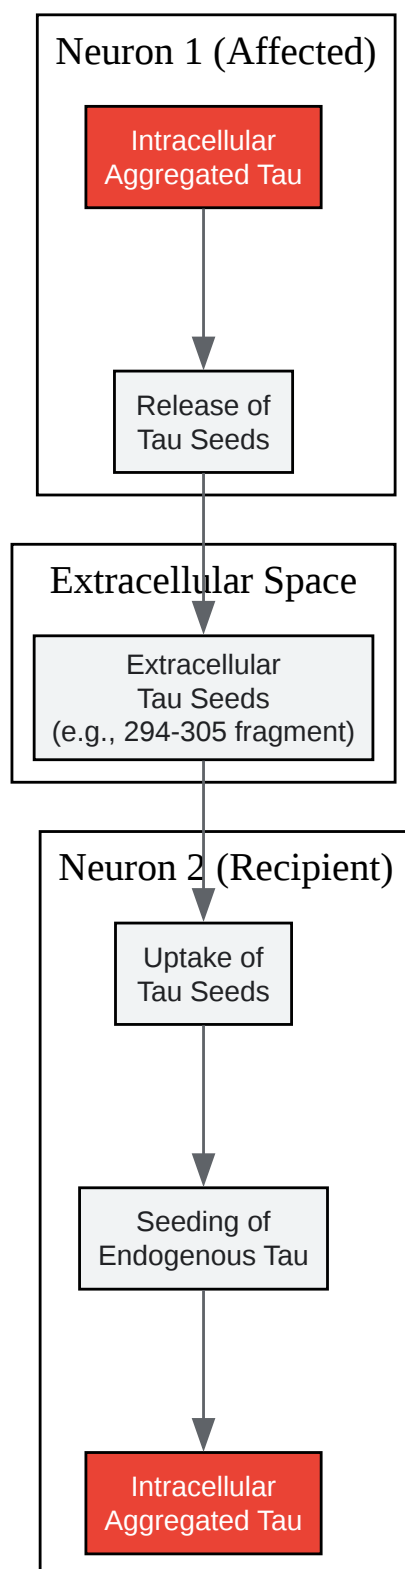 Neuron 1 (Affected)
Intracellular
Aggregated Tau
Release of
Tau Seeds
Extracellular Space
Extracellular
Tau Seeds
(e.g., 294-305 fragment)
Neuron 2 (Recipient)
Uptake of
Tau Seeds
Seeding of
Endogenous Tau
Intracellular
Aggregated Tau